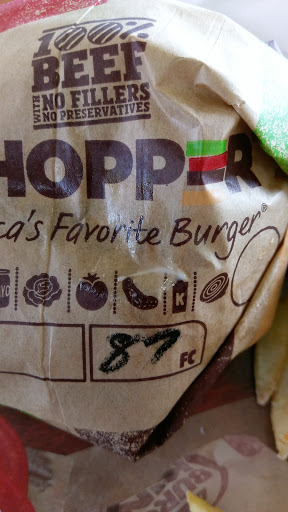 100%
BEEF
WITH NO FILLERS
NO PRESERVATIVES
HOPPER
ca's Favorite Burger®
YO
K
87 FC